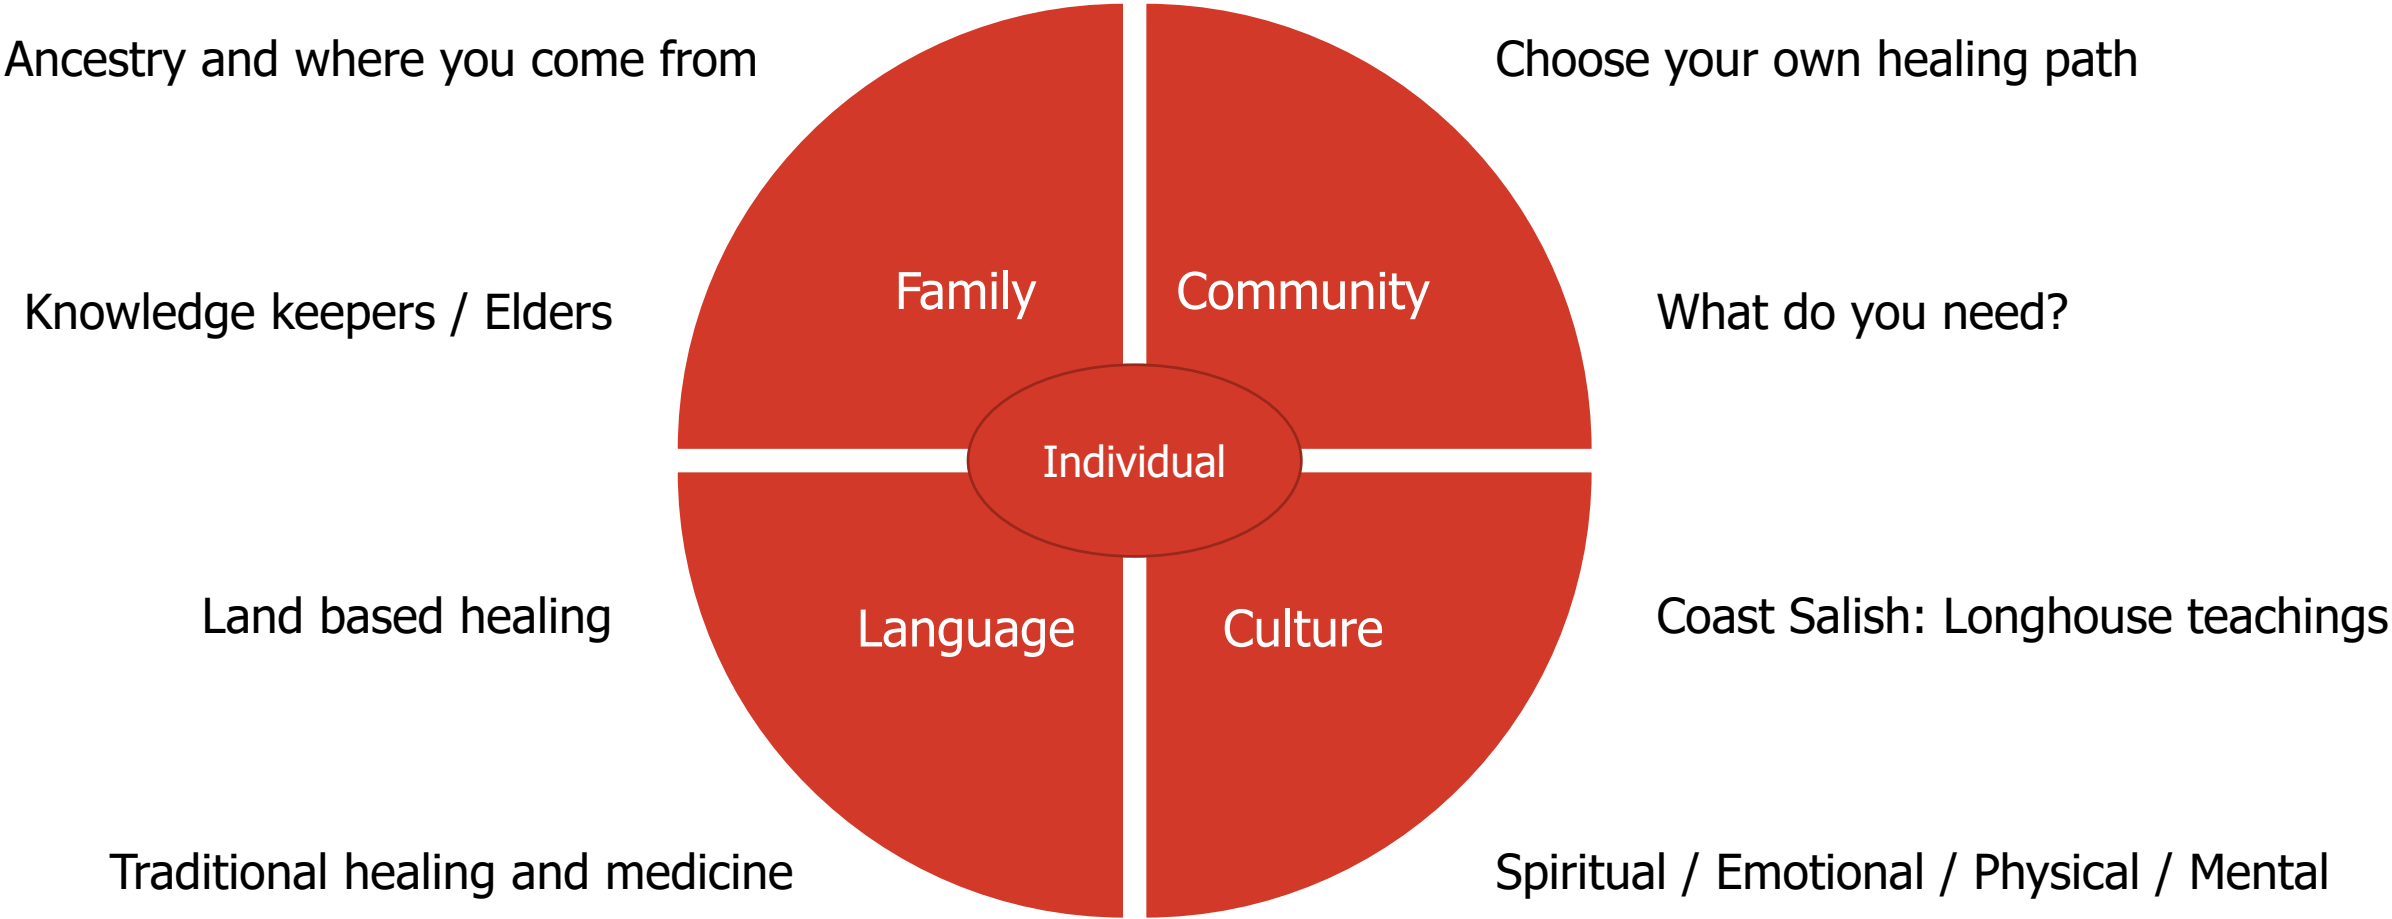 Ancestry and where you come from
Choose your own healing path
Family
Community
Knowledge keepers / Elders
What do you need?
Individual
Land based healing
Language
Culture
Coast Salish: Longhouse teachings
Traditional healing and medicine
Spiritual / Emotional / Physical / Mental